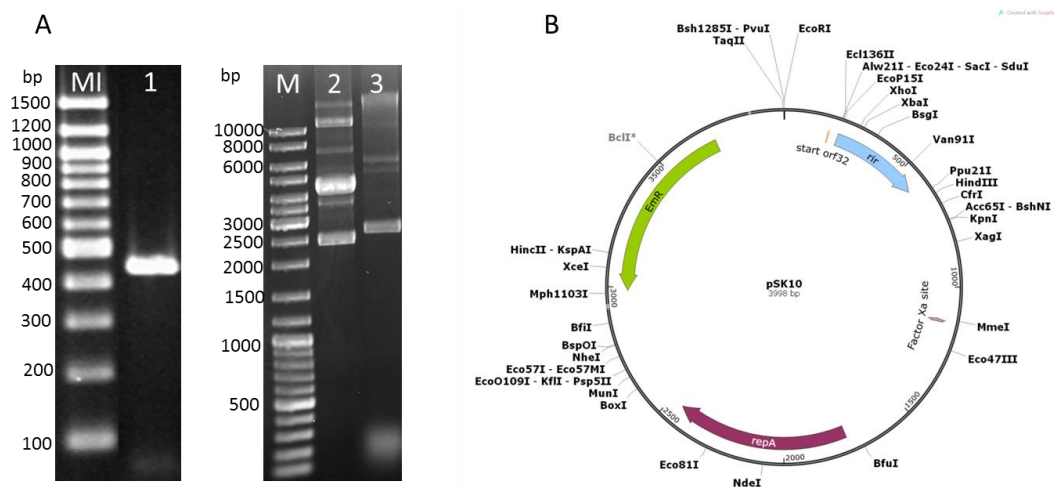 A
B
Created with
bp
MI
1
1500
1200
1000
900
800
700
600
500
400
300
200
100
bp
M
2
3
10000
8000
6000
3000
2500
2000
1500
1000
500
Bsh1285I - PvuI
TaqII
EcoRI
Ecl136II
Alw21I - Eco24I - SacI - SduI
EcoP15I
XhoI
XbaI
BsgI
Van91I
Ppu21I
HindIII
CfrI
Acc65I - BshNI
KpnI
XagI
MmeI
Eco47III
BfuI
NdeI
Eco81I
BoxI
MunI
EcoO109I - KflI - Psp5II
Eco57I - Eco57MI
NheI
BspOI
BfiI
Mph1103I
XceI
HincII - KspAI
BclI*
start orf32
rir
EmR
repA
Factor Xa site
pSK10
3998 bp
500
1000
1500
2000
2500
3000
3500